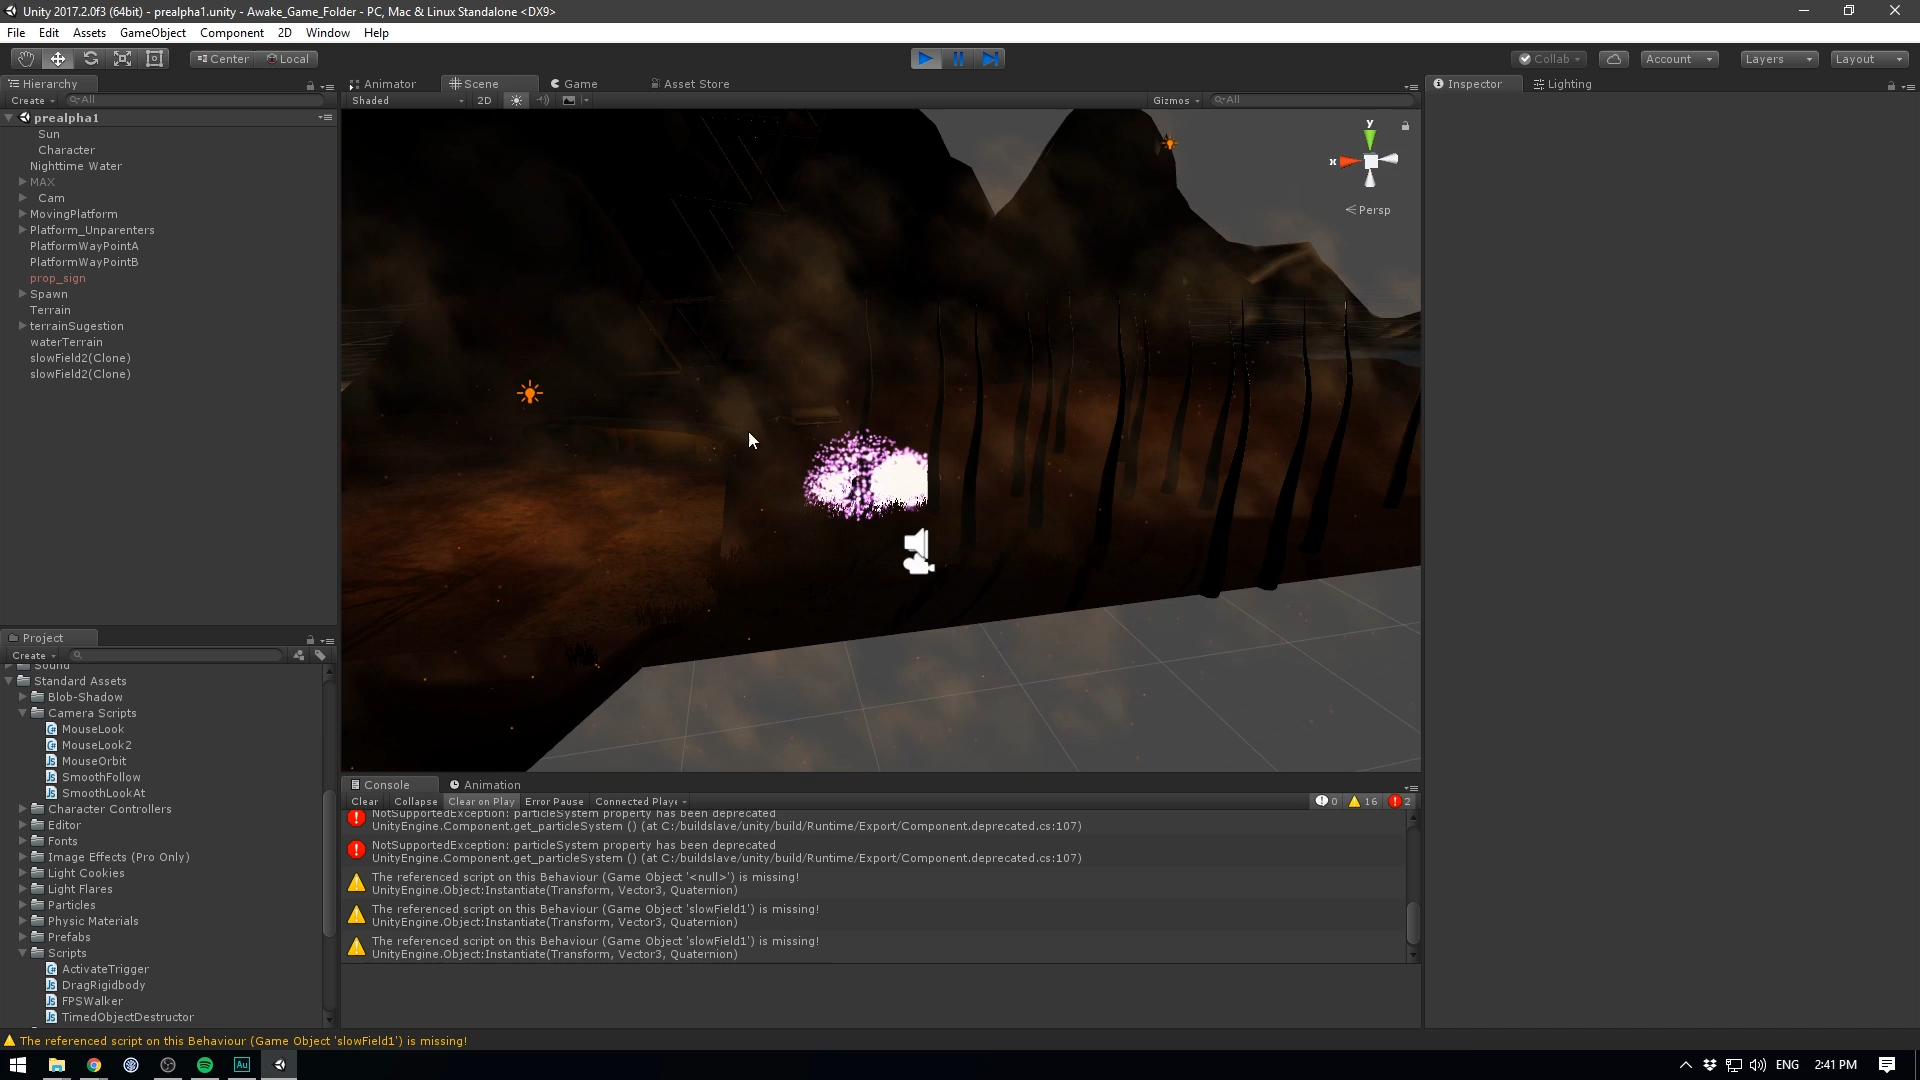 Unity 2017.2.0f3 (64bit) - prealpha1.unity - Awake_Game_Folder - PC, Mac & Linux Standalone <DX9>
File Edit Assets GameObject Component 2D Window Help
Center Local Collab Account Layers Layout
Hierarchy
Create All
prealpha1
Sun
Character
Nighttime Water
MAX
Cam
MovingPlatform
Platform_Unparenters
PlatformWayPointA
PlatformWayPointB
prop_sign
Spawn
Terrain
terrainSugestion
waterTerrain
slowField2(Clone)
slowField2(Clone)
Animator Scene Game Asset Store
Shaded 2D Gizmos All
y
x
Persp
Inspector Lighting
Project
Create
Sound
Standard Assets
Blob-Shadow
Camera Scripts
MouseLook
MouseLook2
MouseOrbit
SmoothFollow
SmoothLookAt
Character Controllers
Editor
Fonts
Image Effects (Pro Only)
Light Cookies
Light Flares
Particles
Physic Materials
Prefabs
Scripts
ActivateTrigger
DragRigidbody
FPSWalker
TimedObjectDestructor
Console Animation
Clear Collapse Clear on Play Error Pause Connected Playe 0 16 2
NotSupportedException: particleSystem property has been deprecated
UnityEngine.Component.get_particleSystem () (at C:/buildslave/unity/build/Runtime/Export/Component.deprecated.cs:107)
NotSupportedException: particleSystem property has been deprecated
UnityEngine.Component.get_particleSystem () (at C:/buildslave/unity/build/Runtime/Export/Component.deprecated.cs:107)
The referenced script on this Behaviour (Game Object '<null>') is missing!
UnityEngine.Object:Instantiate(Transform, Vector3, Quaternion)
The referenced script on this Behaviour (Game Object 'slowField1') is missing!
UnityEngine.Object:Instantiate(Transform, Vector3, Quaternion)
The referenced script on this Behaviour (Game Object 'slowField1') is missing!
UnityEngine.Object:Instantiate(Transform, Vector3, Quaternion)
The referenced script on this Behaviour (Game Object 'slowField1') is missing!
Au ENG 2:41 PM